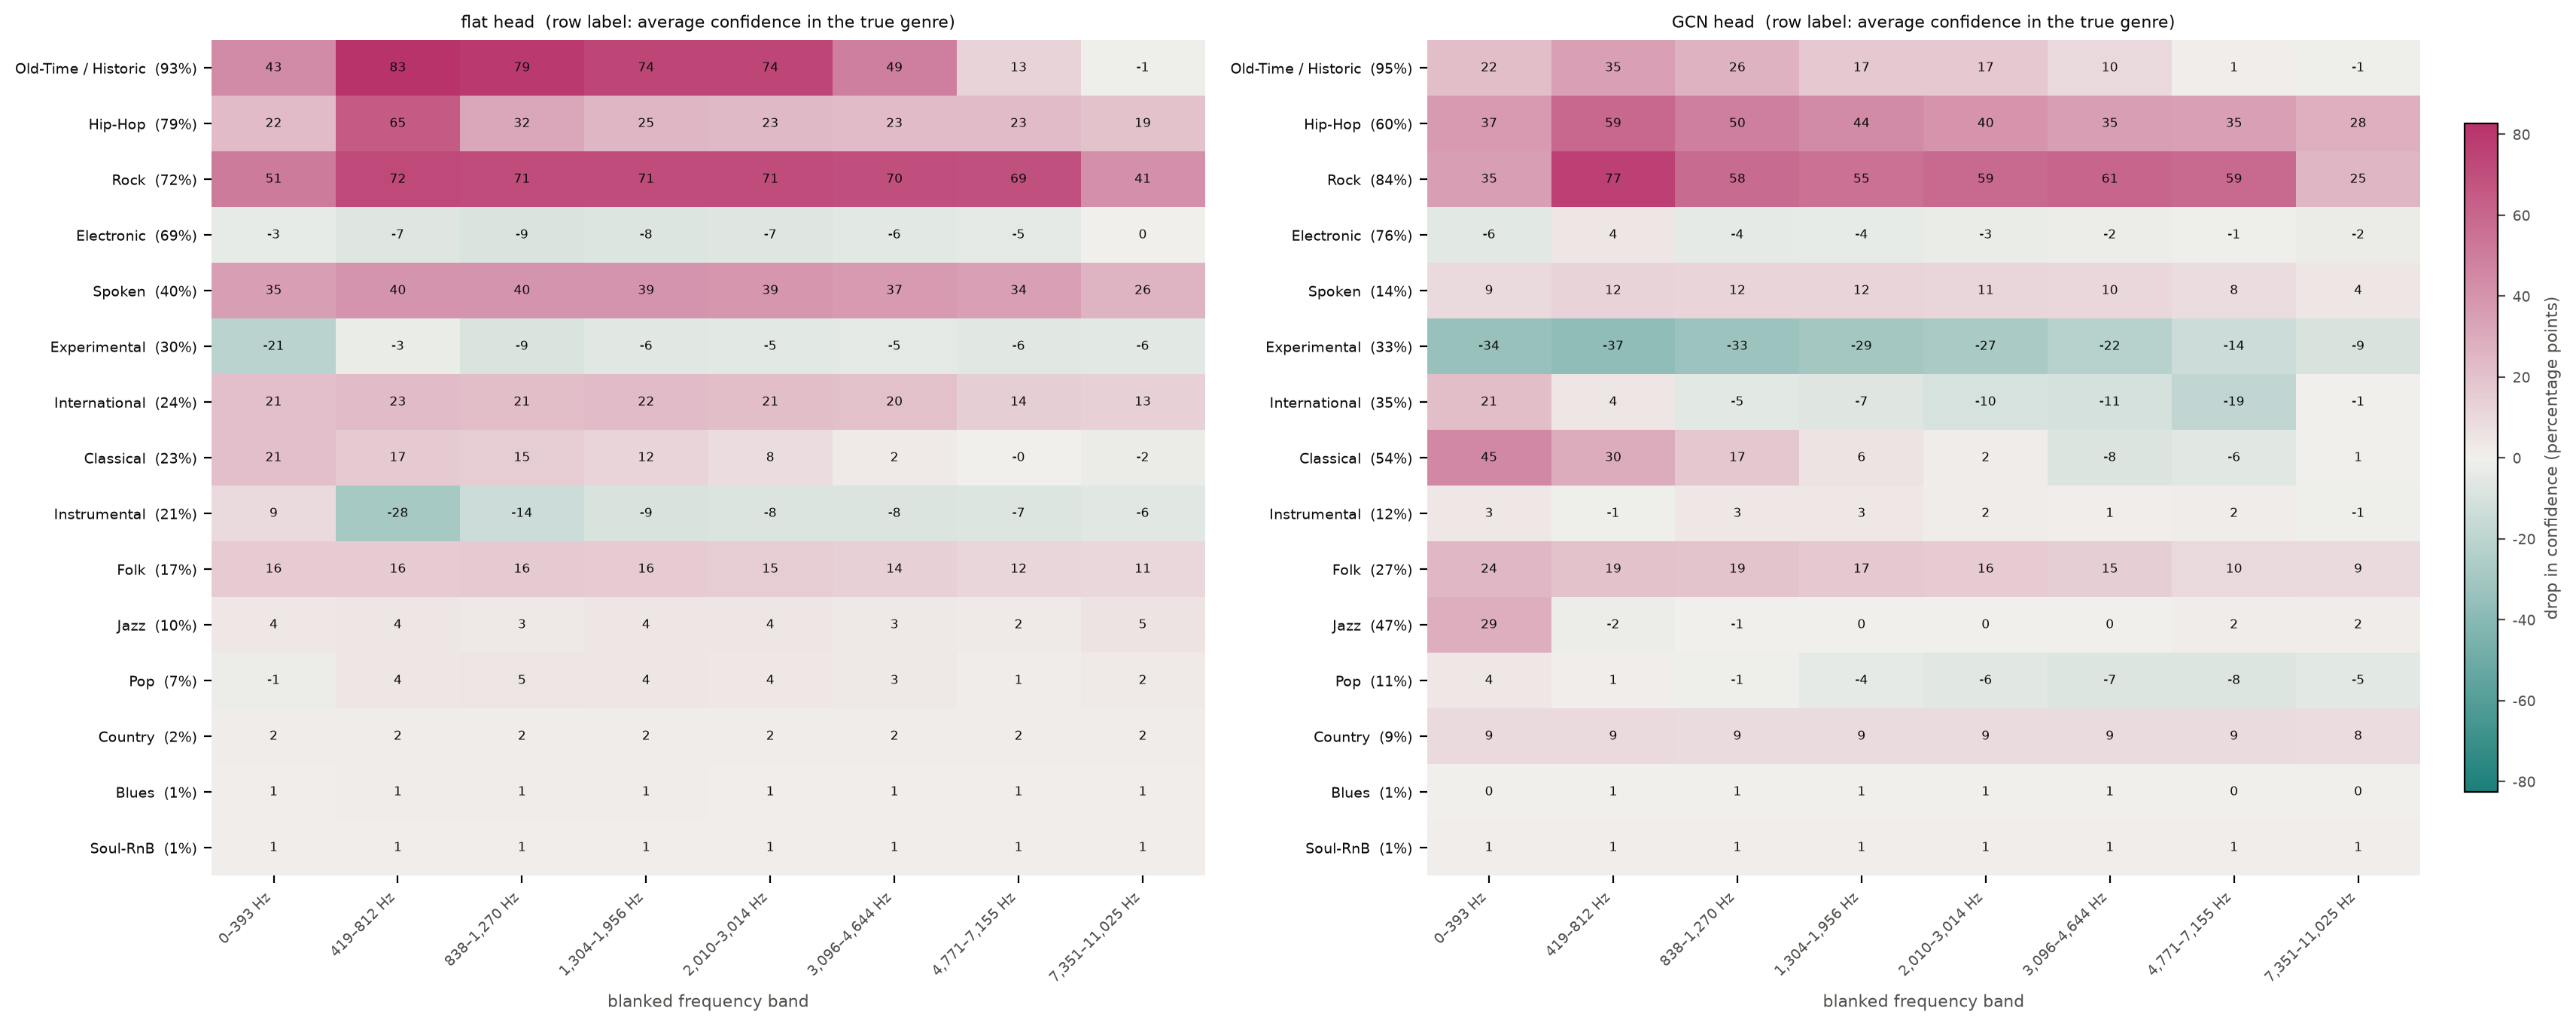 flat head  (row label: average confidence in the true genre)
Old-Time / Historic (93%) 43 83 79 74 74 49 13 -1
Hip-Hop (79%) 22 65 32 25 23 23 23 19
Rock (72%) 51 72 71 71 71 70 69 41
Electronic (69%) -3 -7 -9 -8 -7 -6 -5 0
Spoken (40%) 35 40 40 39 39 37 34 26
Experimental (30%) -21 -3 -9 -6 -5 -5 -6 -6
International (24%) 21 23 21 22 21 20 14 13
Classical (23%) 21 17 15 12 8 2 -0 -2
Instrumental (21%) 9 -28 -14 -9 -8 -8 -7 -6
Folk (17%) 16 16 16 16 15 14 12 11
Jazz (10%) 4 4 3 4 4 3 2 5
Pop (7%) -1 4 5 4 4 3 1 2
Country (2%) 2 2 2 2 2 2 2 2
Blues (1%) 1 1 1 1 1 1 1 1
Soul-RnB (1%) 1 1 1 1 1 1 1 1
0–393 Hz 419–812 Hz 838–1,270 Hz 1,304–1,956 Hz 2,010–3,014 Hz 3,096–4,644 Hz 4,771–7,155 Hz 7,351–11,025 Hz
blanked frequency band
GCN head  (row label: average confidence in the true genre)
Old-Time / Historic (95%) 22 35 26 17 17 10 1 -1
Hip-Hop (60%) 37 59 50 44 40 35 35 28
Rock (84%) 35 77 58 55 59 61 59 25
Electronic (76%) -6 4 -4 -4 -3 -2 -1 -2
Spoken (14%) 9 12 12 12 11 10 8 4
Experimental (33%) -34 -37 -33 -29 -27 -22 -14 -9
International (35%) 21 4 -5 -7 -10 -11 -19 -1
Classical (54%) 45 30 17 6 2 -8 -6 1
Instrumental (12%) 3 -1 3 3 2 1 2 -1
Folk (27%) 24 19 19 17 16 15 10 9
Jazz (47%) 29 -2 -1 0 0 0 2 2
Pop (11%) 4 1 -1 -4 -6 -7 -8 -5
Country (9%) 9 9 9 9 9 9 9 8
Blues (1%) 0 1 1 1 1 1 0 0
Soul-RnB (1%) 1 1 1 1 1 1 1 1
0–393 Hz 419–812 Hz 838–1,270 Hz 1,304–1,956 Hz 2,010–3,014 Hz 3,096–4,644 Hz 4,771–7,155 Hz 7,351–11,025 Hz
blanked frequency band
80
60
40
20
0
-20
-40
-60
-80
drop in confidence (percentage points)